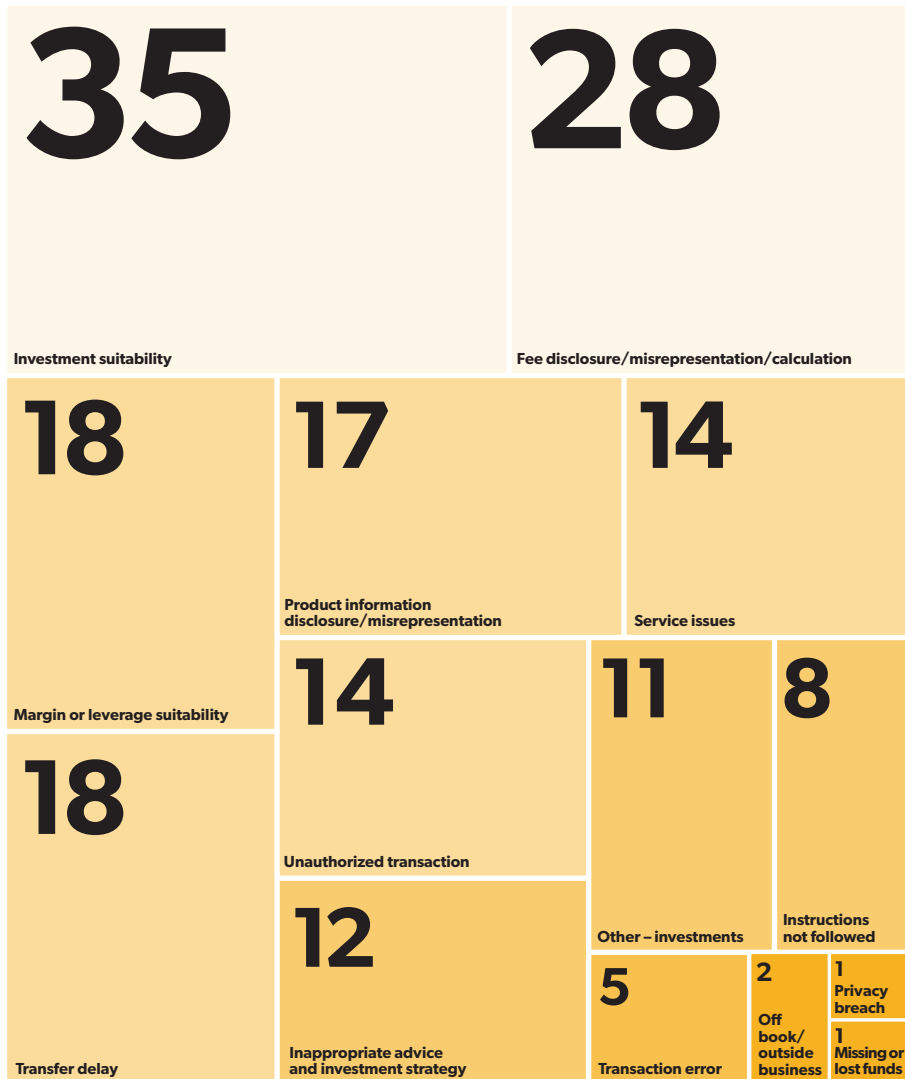 35
Investment suitability
28
Fee disclosure/misrepresentation/calculation
18
Margin or leverage suitability
17
Product information
disclosure/misrepresentation
14
Service issues
18
Transfer delay
14
Unauthorized transaction
11
Other – investments
8
Instructions
not followed
12
Inappropriate advice
and investment strategy
5
Transaction error
2
Off
book/
outside
business
1
Privacy
breach
1
Missing or
lost funds